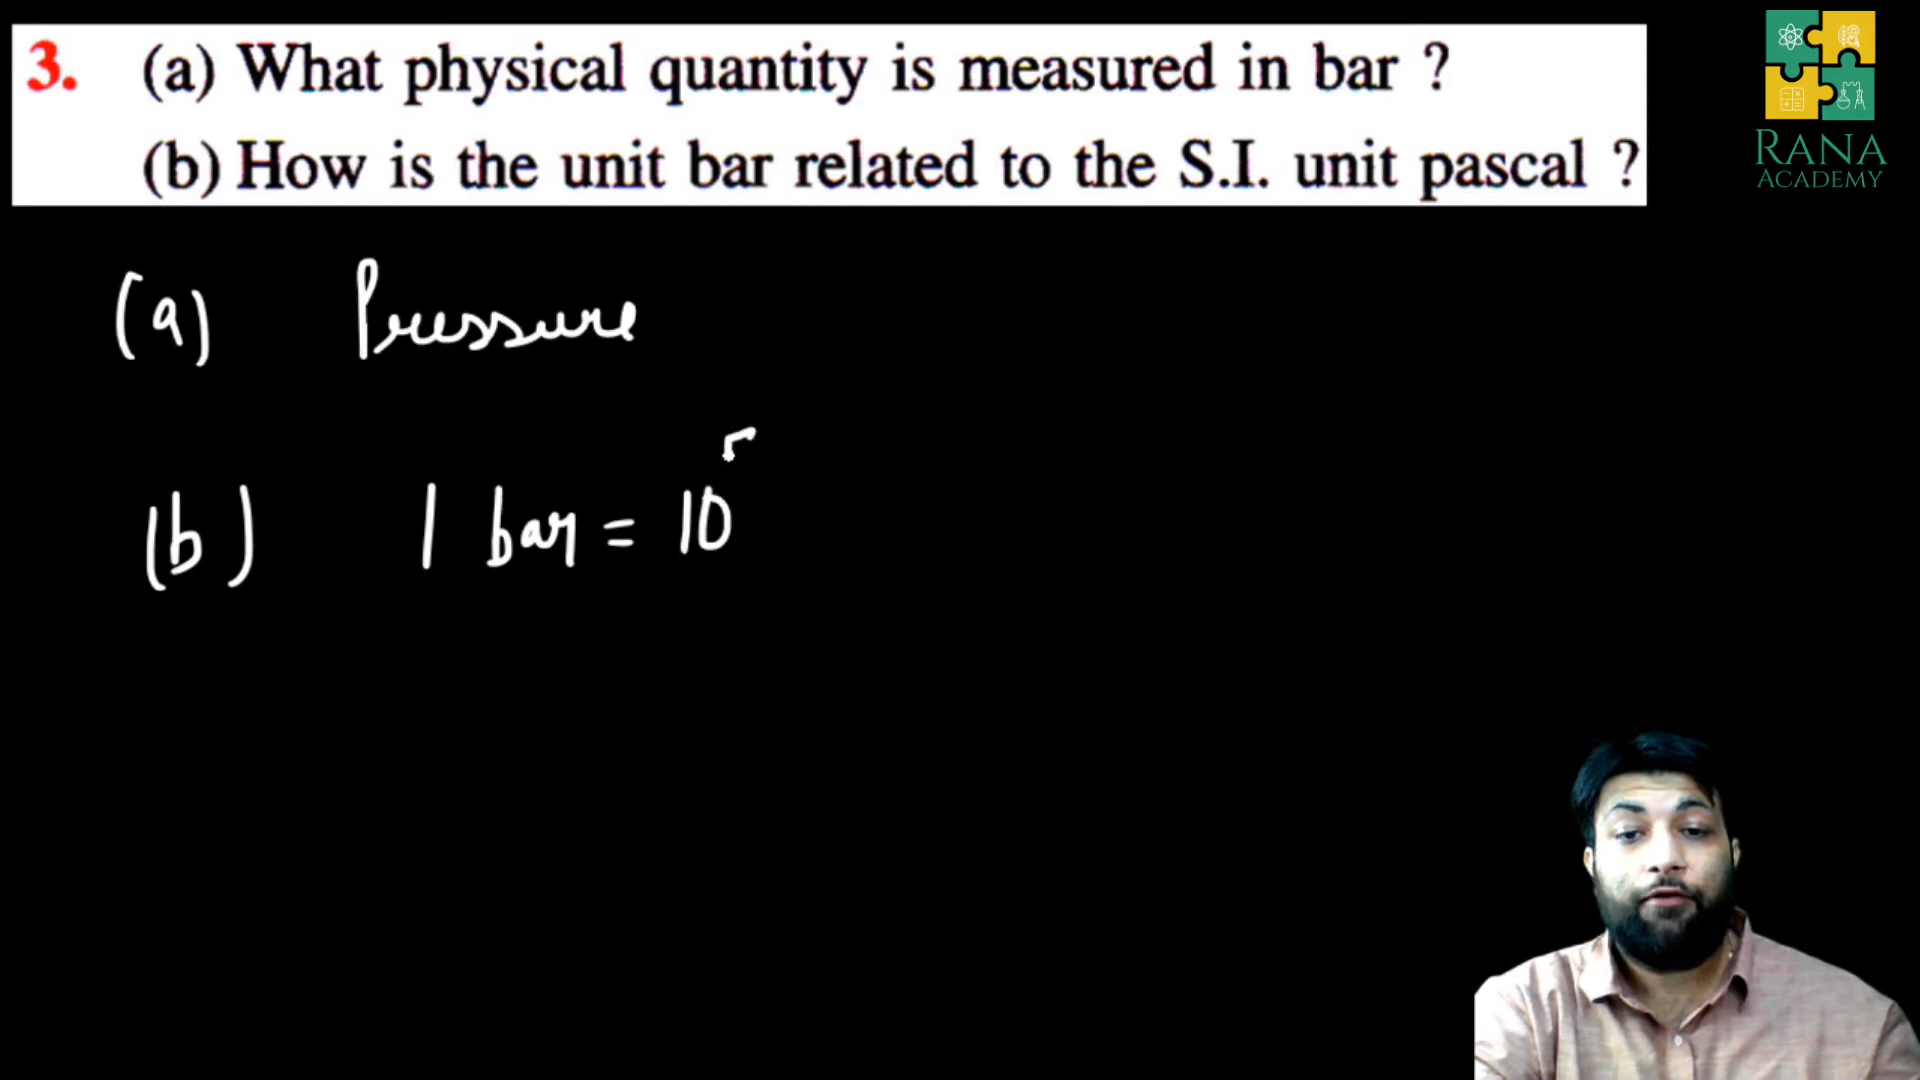 3. (a) What physical quantity is measured in bar ?
(b) How is the unit bar related to the S.I. unit pascal ?
RANA
ACADEMY
(a) Pressure
(b) 1 bar = 10